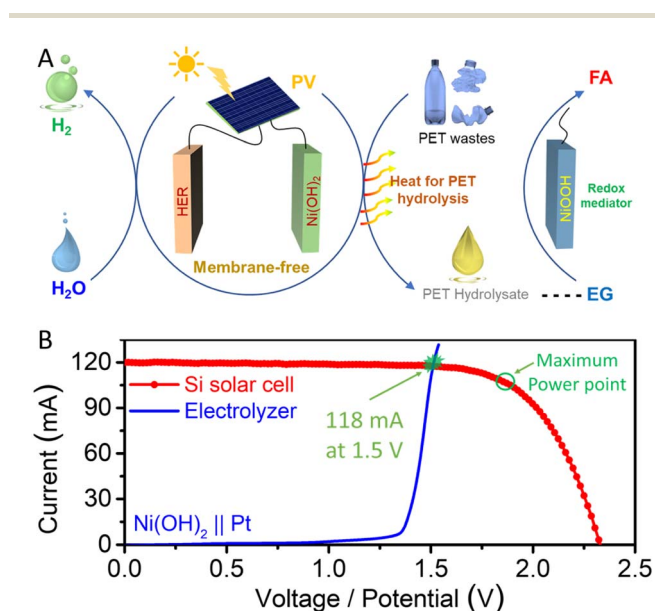 A
H₂
H₂O
PV
HER
Ni(OH)₂
Membrane-free
Heat for PET
hydrolysis
PET wastes
PET Hydrolysate
EG
NiOOH
Redox
mediator
FA
B
Current (mA)
120
90
60
30
0
Si solar cell
Electrolyzer
118 mA
at 1.5 V
Maximum
Power point
Ni(OH)₂ || Pt
0.0 0.5 1.0 1.5 2.0 2.5
Voltage / Potential (V)